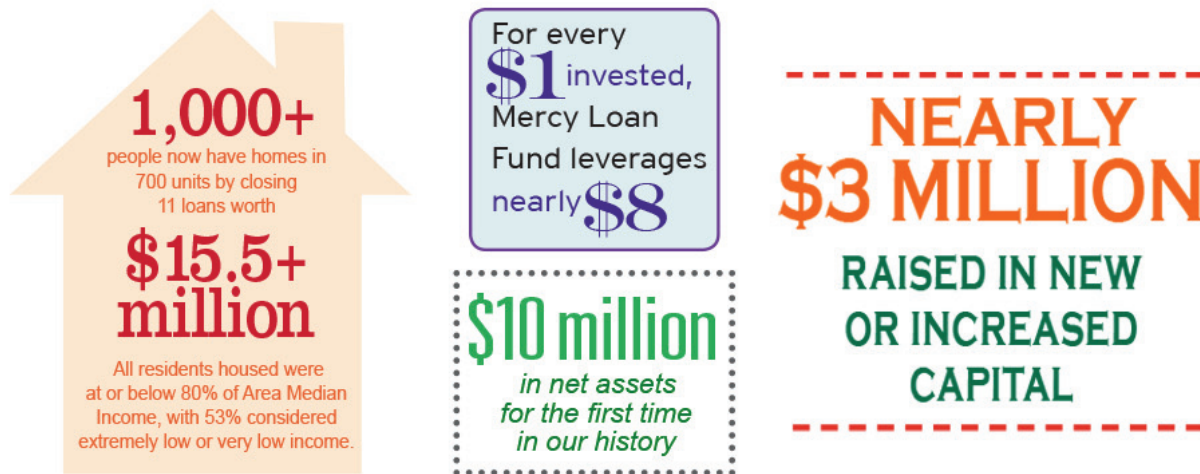 1,000+
people now have homes in
700 units by closing
11 loans worth
$15.5+
million
All residents housed were
at or below 80% of Area Median
Income, with 53% considered
extremely low or very low income.
For every
$1 invested,
Mercy Loan
Fund leverages
nearly $8
$10 million
in net assets
for the first time
in our history
NEARLY
$3 MILLION
RAISED IN NEW
OR INCREASED
CAPITAL